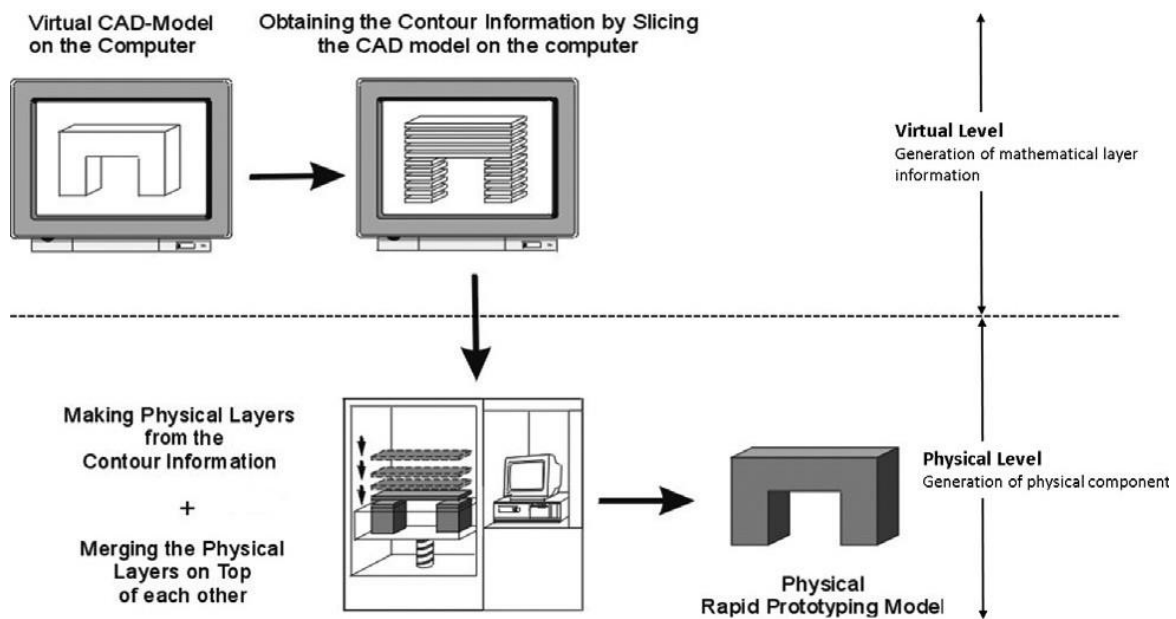 Virtual CAD-Model
on the Computer
Obtaining the Contour Information by Slicing
the CAD model on the computer
Virtual Level
Generation of mathematical layer
information
Making Physical Layers
from the
Contour Information
+
Merging the Physical
Layers on Top
of each other
Physical
Rapid Prototyping Model
Physical Level
Generation of physical component